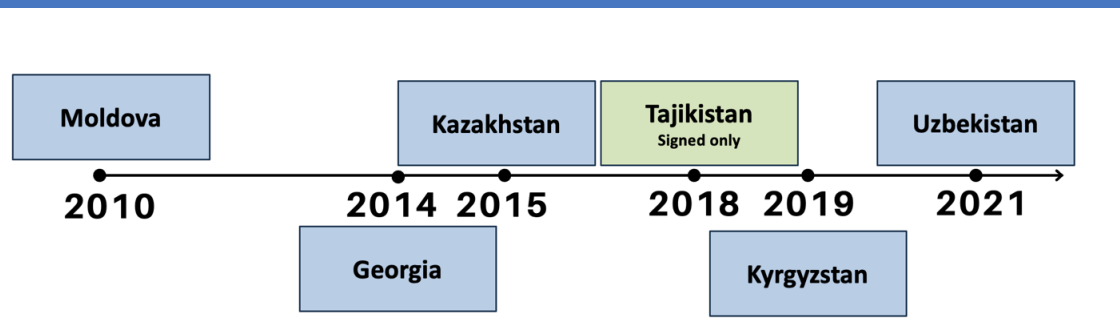 Moldova
Kazakhstan
Tajikistan
Signed only
Uzbekistan
2010
2014
2015
2018
2019
2021
Georgia
Kyrgyzstan